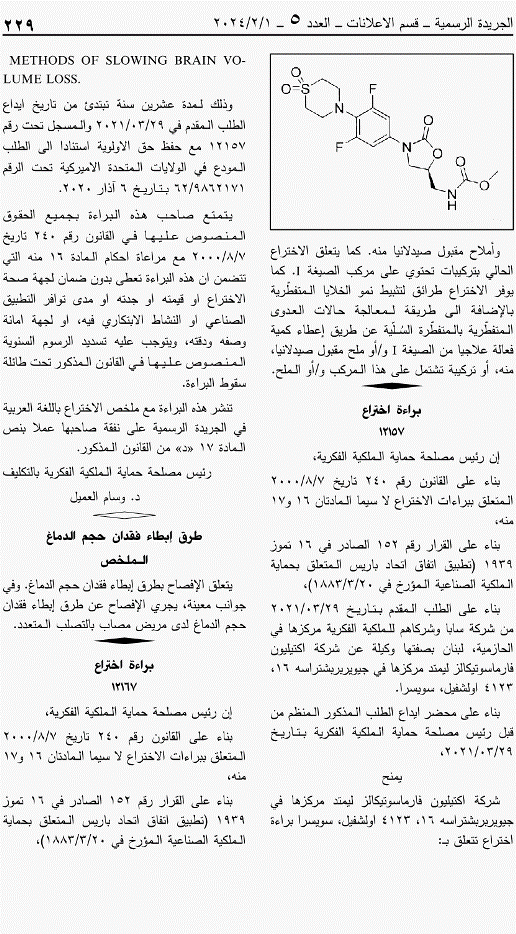 الجريدة الرسمية ــ قسم الاعلانات ــ العدد ٥ ــ ٢٠٢٤/٢/١
٢٢٩
وأملاح مقبول صيدلانيا منه. كما يتعلق الاختراع
الحالي بتركيبات تحتوي على مركب الصيغة I. كما
يوفر الاختراع طرائق لتثبيط نمو الخلايا المتفطّرية
بالإضافة الى طريقة لمعالجة حالات العدوى
المتفطّرية بالمتفطّرة السُلّية عن طريق إعطاء كمية
فعالة علاجيا من الصيغة I و/أو ملح مقبول صيدلانيا،
منه، أو تركيبة تشتمل على هذا المركب و/أو الملح.
براءة اختراع
١٢١٥٧
إن رئيس مصلحة حماية الملكية الفكرية،
بناء على القانون رقم ٢٤٠ تاريخ ٢٠٠٠/٨/٧
المتعلق ببراءات الاختراع لا سيما المادتان ١٦ و١٧
منه،
بناء على القرار رقم ١٥٢ الصادر في ١٦ تموز
١٩٣٩ (تطبيق اتفاق اتحاد باريس المتعلق بحماية
الملكية الصناعية المؤرخ في ١٨٨٣/٣/٢٠)،
بناء على الطلب المقدم بتاريخ ٢٠٢١/٠٣/٢٩
من شركة سابا وشركاهم للملكية الفكرية مركزها في
الحازمية، لبنان بصفتها وكيلة عن شركة اكتيليون
فارماسوتيكالز ليمتد مركزها في جيويربريشتراسه ١٦،
٤١٢٣ اولشفيل، سويسرا.
بناء على محضر ايداع الطلب المذكور المنظم من
قبل رئيس مصلحة حماية الملكية الفكرية بتاريخ
٢٠٢١/٠٣/٢٩،
يمنح
شركة اكتيليون فارماسوتيكالز ليمتد مركزها في
جيويربريشتراسه ١٦، ٤١٢٣ اولشفيل، سويسرا براءة
اختراع تتعلق بـ:
METHODS OF SLOWING BRAIN VO-
LUME LOSS.
وذلك لمدة عشرين سنة تبتدئ من تاريخ ايداع
الطلب المقدم في ٢٠٢١/٠٣/٢٩ والمسجل تحت رقم
١٢١٥٧ مع حفظ حق الاولوية استنادا الى الطلب
المودع في الولايات المتحدة الاميركية تحت الرقم
٦٢/٩٨٦٢١٧١ بتاريخ ٦ آذار ٢٠٢٠.
يتمتع صاحب هذه البراءة بجميع الحقوق
المنصوص عليها في القانون رقم ٢٤٠ تاريخ
٢٠٠٠/٨/٧ مع مراعاة احكام المادة ١٦ منه التي
تتضمن ان هذه البراءة تعطى بدون ضمان لجهة صحة
الاختراع او قيمته او جدته او مدى توافر التطبيق
الصناعي او النشاط الابتكاري فيه، او لجهة امانة
وصفه ودقته، ويتوجب عليه تسديد الرسوم السنوية
المنصوص عليها في القانون المذكور تحت طائلة
سقوط البراءة.
تنشر هذه البراءة مع ملخص الاختراع باللغة العربية
في الجريدة الرسمية على نفقة صاحبها عملا بنص
المادة ١٧ «د» من القانون المذكور.
رئيس مصلحة حماية الملكية الفكرية بالتكليف
د. وسام العميل
طرق إبطاء فقدان حجم الدماغ
الملخص
يتعلق الإفصاح بطرق إبطاء فقدان حجم الدماغ. وفي
جوانب معينة، يجري الإفصاح عن طرق إبطاء فقدان
حجم الدماغ لدى مريض مصاب بالتصلب المتعدد.
براءة اختراع
١٢١٦٧
إن رئيس مصلحة حماية الملكية الفكرية،
بناء على القانون رقم ٢٤٠ تاريخ ٢٠٠٠/٨/٧
المتعلق ببراءات الاختراع لا سيما المادتان ١٦ و١٧
منه،
بناء على القرار رقم ١٥٢ الصادر في ١٦ تموز
١٩٣٩ (تطبيق اتفاق اتحاد باريس المتعلق بحماية
الملكية الصناعية المؤرخ في ١٨٨٣/٣/٢٠)،